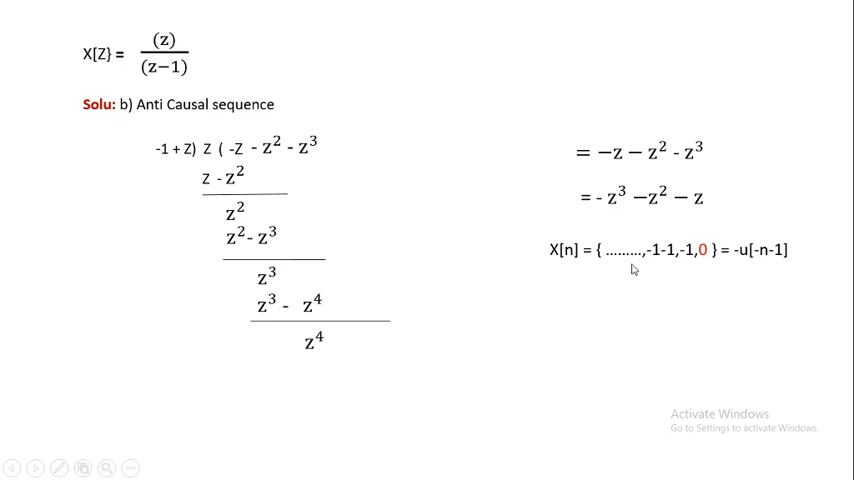 X[Z} = (z)
(z−1)
Solu: b) Anti Causal sequence
-1 + Z) Z ( -Z - z² - z³
Z - z²
z²
z² - z³
z³
z³ - z⁴
z⁴
= −z − z² - z³
= - z³ −z² − z
X[n] = { ………,-1-1,-1,0 } = -u[-n-1]
Activate Windows
Go to Settings to activate Windows.